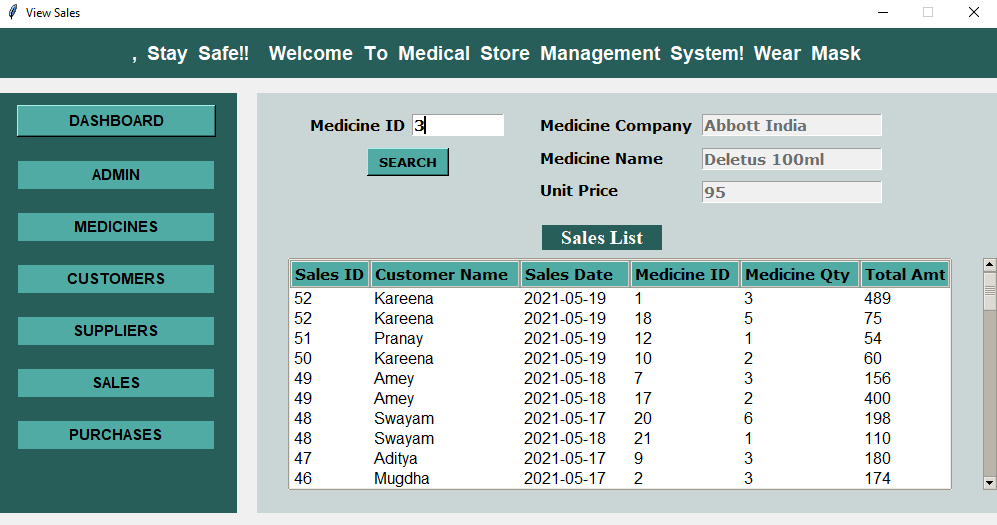 View Sales
, Stay Safe!! Welcome To Medical Store Management System! Wear Mask
DASHBOARD
ADMIN
MEDICINES
CUSTOMERS
SUPPLIERS
SALES
PURCHASES
Medicine ID 3
SEARCH
Medicine Company Abbott India
Medicine Name Deletus 100ml
Unit Price 95
Sales List
Sales ID Customer Name Sales Date Medicine ID Medicine Qty Total Amt
52 Kareena 2021-05-19 1 3 489
52 Kareena 2021-05-19 18 5 75
51 Pranay 2021-05-19 12 1 54
50 Kareena 2021-05-19 10 2 60
49 Amey 2021-05-18 7 3 156
49 Amey 2021-05-18 17 2 400
48 Swayam 2021-05-17 20 6 198
48 Swayam 2021-05-18 21 1 110
47 Aditya 2021-05-17 9 3 180
46 Mugdha 2021-05-17 2 3 174